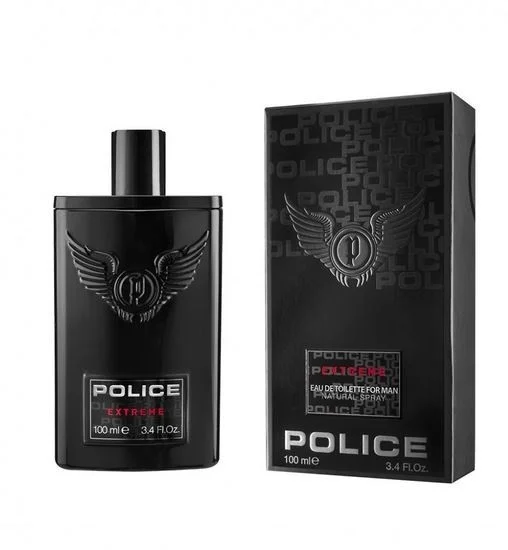 P
POLICE
EXTREME
100 ml e 3.4 Fl.Oz.
POLICE
POLICE
POLICE
POLICE
P
EXTREME
EAU DE TOILETTE FOR MAN
NATURAL SPRAY
POLICE
100 ml e 3.4 Fl.Oz.